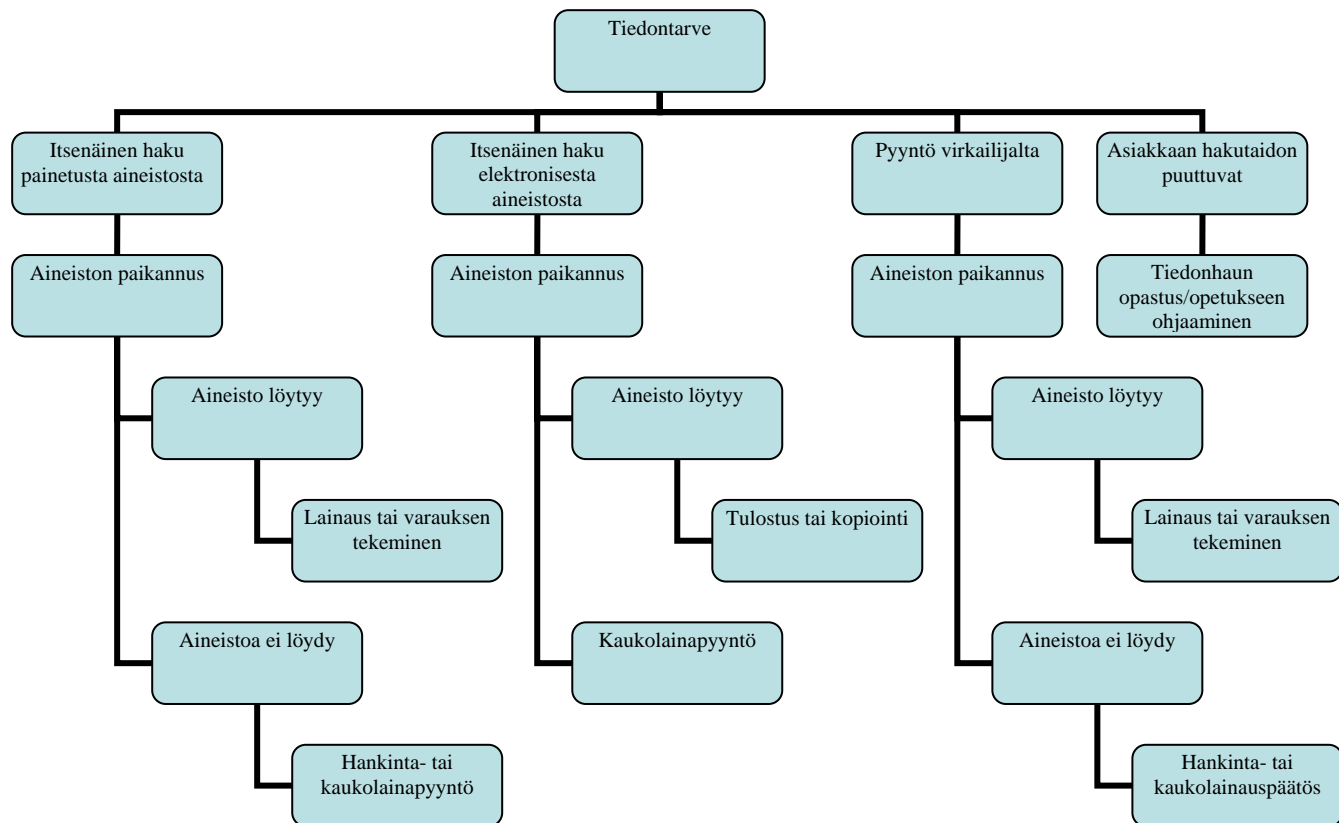 Tiedontarve
Itsenäinen haku
painetusta aineistosta
Itsenäinen haku
elektronisesta
aineistosta
Pyyntö virkailijalta
Asiakkaan hakutaidon
puuttuvat
Aineiston paikannus
Aineiston paikannus
Aineiston paikannus
Tiedonhaun
opastus/opetukseen
ohjaaminen
Aineisto löytyy
Aineisto löytyy
Aineisto löytyy
Lainaus tai varauksen
tekeminen
Tulostus tai kopiointi
Lainaus tai varauksen
tekeminen
Aineistoa ei löydy
Kaukolainapyyntö
Aineistoa ei löydy
Hankinta- tai
kaukolainapyyntö
Hankinta- tai
kaukolainauspäätös